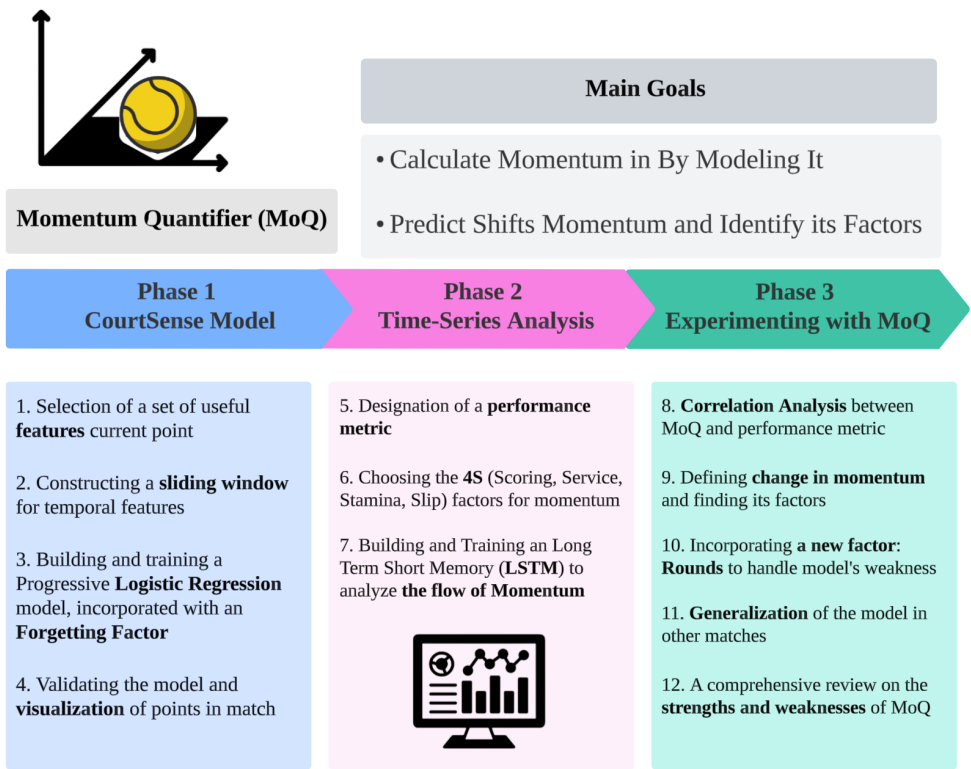 Main Goals
• Calculate Momentum in By Modeling It
• Predict Shifts Momentum and Identify its Factors
Momentum Quantifier (MoQ)
Phase 1
CourtSense Model
Phase 2
Time-Series Analysis
Phase 3
Experimenting with MoQ
1. Selection of a set of useful
features current point
2. Constructing a sliding window
for temporal features
3. Building and training a
Progressive Logistic Regression
model, incorporated with an
Forgetting Factor
4. Validating the model and
visualization of points in match
5. Designation of a performance
metric
6. Choosing the 4S (Scoring, Service,
Stamina, Slip) factors for momentum
7. Building and Training an Long
Term Short Memory (LSTM) to
analyze the flow of Momentum
8. Correlation Analysis between
MoQ and performance metric
9. Defining change in momentum
and finding its factors
10. Incorporating a new factor:
Rounds to handle model's weakness
11. Generalization of the model in
other matches
12. A comprehensive review on the
strengths and weaknesses of MoQ